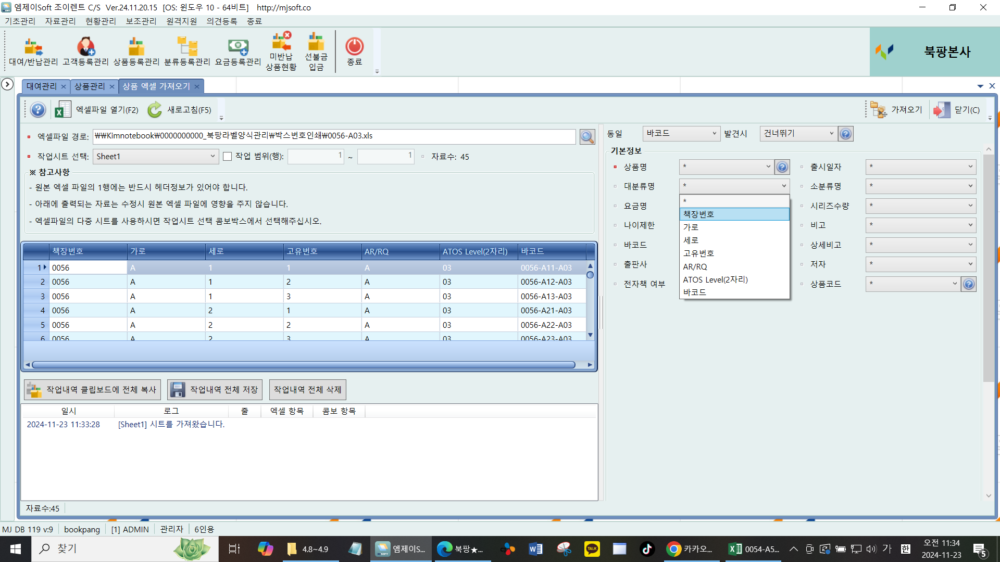 엠제이Soft 조이렌트 C/S Ver.24.11.20.15 [OS: 윈도우 10 - 64비트] http://mjsoft.co
기초관리 자료관리 현황관리 보조관리 원격지원 의견등록 종료
대여/반납관리 고객등록관리 상품등록관리 분류등록관리 요금등록관리 미반납 상품현황 선불금 입금 종료
북팡본사
대여관리 상품관리 상품 엑셀 가져오기
엑셀파일 열기(F2) 새로고침(F5) 가져오기 닫기(C)
엑셀파일 경로: ₩₩Kimnotebook₩0000000000_북팡라벨양식관리₩박스번호인쇄₩0056-A03.xls
작업시트 선택: Sheet1 작업 범위(행): 1 ~ 1 자료수: 45
※ 참고사항
- 원본 엑셀 파일의 1행에는 반드시 헤더정보가 있어야 합니다.
- 아래에 출력되는 자료는 수정시 원본 엑셀 파일에 영향을 주지 않습니다.
- 엑셀파일의 다중 시트를 사용하시면 작업시트 선택 콤보박스에서 선택해주십시오.
책장번호 가로 세로 고유번호 AR/RQ ATOS Level(2자리) 바코드
1 0056 A 1 1 A 03 0056-A11-A03
2 0056 A 1 2 A 03 0056-A12-A03
3 0056 A 1 3 A 03 0056-A13-A03
4 0056 A 2 1 A 03 0056-A21-A03
5 0056 A 2 2 A 03 0056-A22-A03
6 0056 A 2 3 A 03 0056-A23-A03
작업내역 클립보드에 전체 복사 작업내역 전체 저장 작업내역 전체 삭제
일시 로그 줄 엑셀 항목 콤보 항목
2024-11-23 11:33:28 [Sheet1] 시트를 가져왔습니다.
자료수:45
동일 바코드 발견시 건너뛰기
기본정보
상품명 * 출시일자 *
대분류명 * 소분류명 *
요금명 시리즈수량 *
나이제한 비고 *
바코드 상세비고 *
출판사 저자 *
전자책 여부 상품코드 *
*
책장번호
가로
세로
고유번호
AR/RQ
ATOS Level(2자리)
바코드
MJ DB 119 v:9 bookpang [1] ADMIN 관리자 6인용
찾기 4.8~4.9 엠제이S... 북팡★... TALK 카카오... 0054-A5... 가 한 오전 11:34
2024-11-23 5